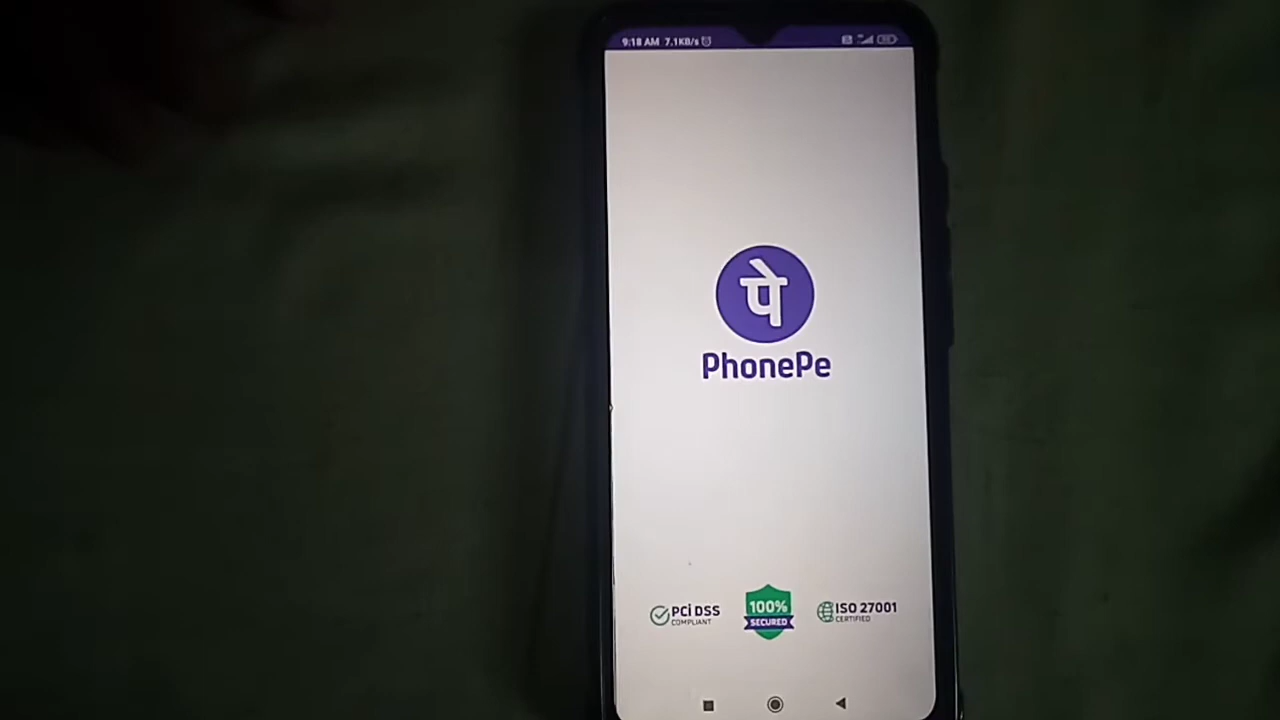 9:18 AM 7.1KB/s
पे
PhonePe
PCi DSS
COMPLIANT
100%
SECURED
ISO 27001
CERTIFIED